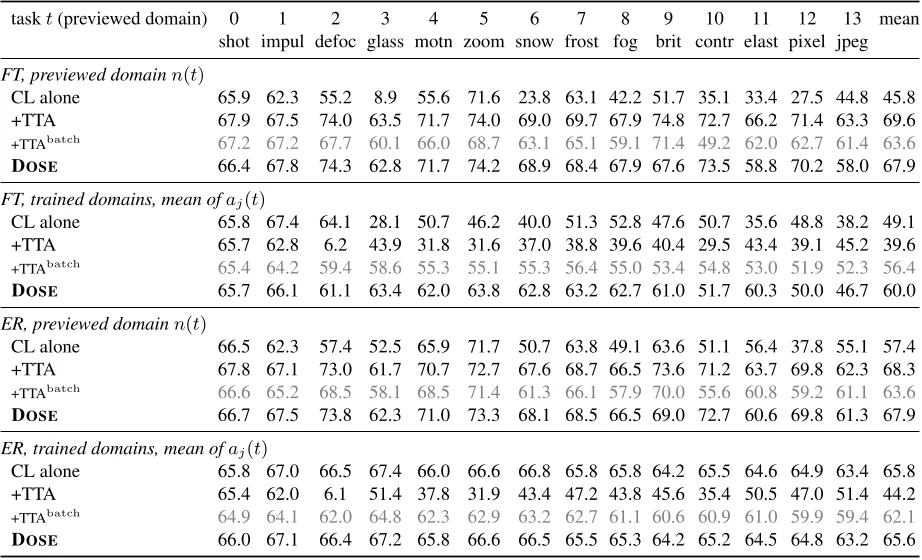 task t (previewed domain) 0 1 2 3 4 5 6 7 8 9 10 11 12 13 mean
shot impul defoc glass motn zoom snow frost fog brit contr elast pixel jpeg
FT, previewed domain n(t)
CL alone 65.9 62.3 55.2 8.9 55.6 71.6 23.8 63.1 42.2 51.7 35.1 33.4 27.5 44.8 45.8
+TTA 67.9 67.5 74.0 63.5 71.7 74.0 69.0 69.7 67.9 74.8 72.7 66.2 71.4 63.3 69.6
+TTA^batch 67.2 67.2 67.7 60.1 66.0 68.7 63.1 65.1 59.1 71.4 49.2 62.0 62.7 61.4 63.6
DOSE 66.4 67.8 74.3 62.8 71.7 74.2 68.9 68.4 67.9 67.6 73.5 58.8 70.2 58.0 67.9
FT, trained domains, mean of a_j(t)
CL alone 65.8 67.4 64.1 28.1 50.7 46.2 40.0 51.3 52.8 47.6 50.7 35.6 48.8 38.2 49.1
+TTA 65.7 62.8 6.2 43.9 31.8 31.6 37.0 38.8 39.6 40.4 29.5 43.4 39.1 45.2 39.6
+TTA^batch 65.4 64.2 59.4 58.6 55.3 55.1 55.3 56.4 55.0 53.4 54.8 53.0 51.9 52.3 56.4
DOSE 65.7 66.1 61.1 63.4 62.0 63.8 62.8 63.2 62.7 61.0 51.7 60.3 50.0 46.7 60.0
ER, previewed domain n(t)
CL alone 66.5 62.3 57.4 52.5 65.9 71.7 50.7 63.8 49.1 63.6 51.1 56.4 37.8 55.1 57.4
+TTA 67.8 67.1 73.0 61.7 70.7 72.7 67.6 68.7 66.5 73.6 71.2 63.7 69.8 62.3 68.3
+TTA^batch 66.6 65.2 68.5 58.1 68.5 71.4 61.3 66.1 57.9 70.0 55.6 60.8 59.2 61.1 63.6
DOSE 66.7 67.5 73.8 62.3 71.0 73.3 68.1 68.5 66.5 69.0 72.7 60.6 69.8 61.3 67.9
ER, trained domains, mean of a_j(t)
CL alone 65.8 67.0 66.5 67.4 66.0 66.6 66.8 65.8 65.8 64.2 65.5 64.6 64.9 63.4 65.8
+TTA 65.4 62.0 6.1 51.4 37.8 31.9 43.4 47.2 43.8 45.6 35.4 50.5 47.0 51.4 44.2
+TTA^batch 64.9 64.1 62.0 64.8 62.3 62.9 63.2 62.7 61.1 60.6 60.9 61.0 59.9 59.4 62.1
DOSE 66.0 67.1 66.4 67.2 65.8 66.6 66.5 65.5 65.3 64.2 65.2 64.5 64.8 63.2 65.6